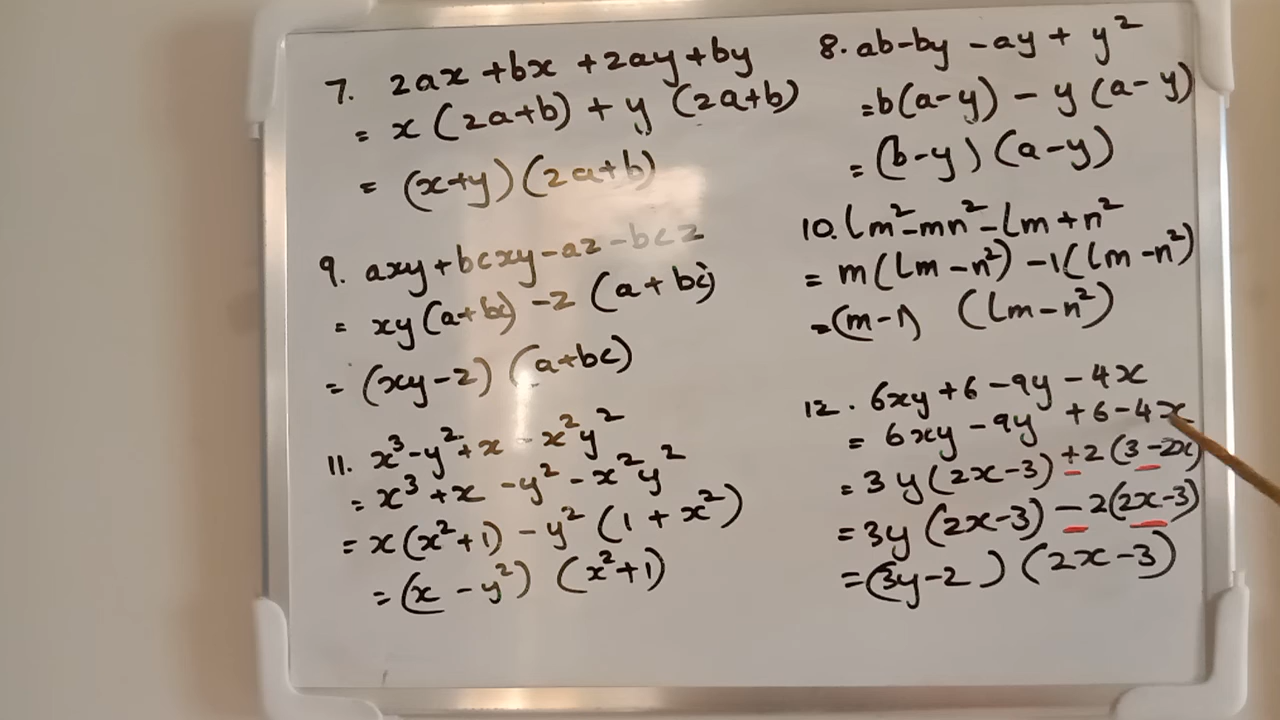 7. 2ax +bx +2ay+by
= x (2a+b) + y (2a+b)
= (x+y) (2a+b)
8. ab-by -ay + y²
=b(a-y) - y (a-y)
= (b-y) (a-y)
9. axy+bcxy-az-bcz
= xy(a+bc) -z (a+bc)
= (xy-z) (a+bc)
10. lm²-mn²-lm+n²
= m(lm-n²) -1(lm-n²)
=(m-1) (lm-n²)
11. x³-y²+x - x²y²
= x³+x -y²-x²y²
= x(x²+1) -y² (1+x²)
= (x -y²) (x²+1)
12. 6xy+6-9y-4x
= 6xy-9y +6-4x
= 3y(2x-3) +2(3-2x)
= 3y (2x-3) -2(2x-3)
=(3y-2) (2x-3)